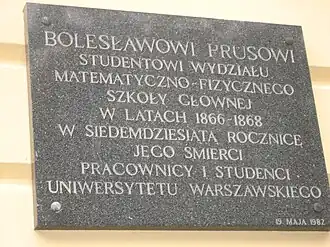 BOLESŁAWOWI PRUSOWI
STUDENTOWI WYDZIAŁU
MATEMATYCZNO-FIZYCZNEGO
SZKOŁY GŁÓWNEJ
W LATACH 1866-1868
W SIEDEMDZIESIĄTĄ ROCZNICĘ
JEGO ŚMIERCI
PRACOWNICY I STUDENCI
UNIWERSYTETU WARSZAWSKIEGO
19 MAJA 1982